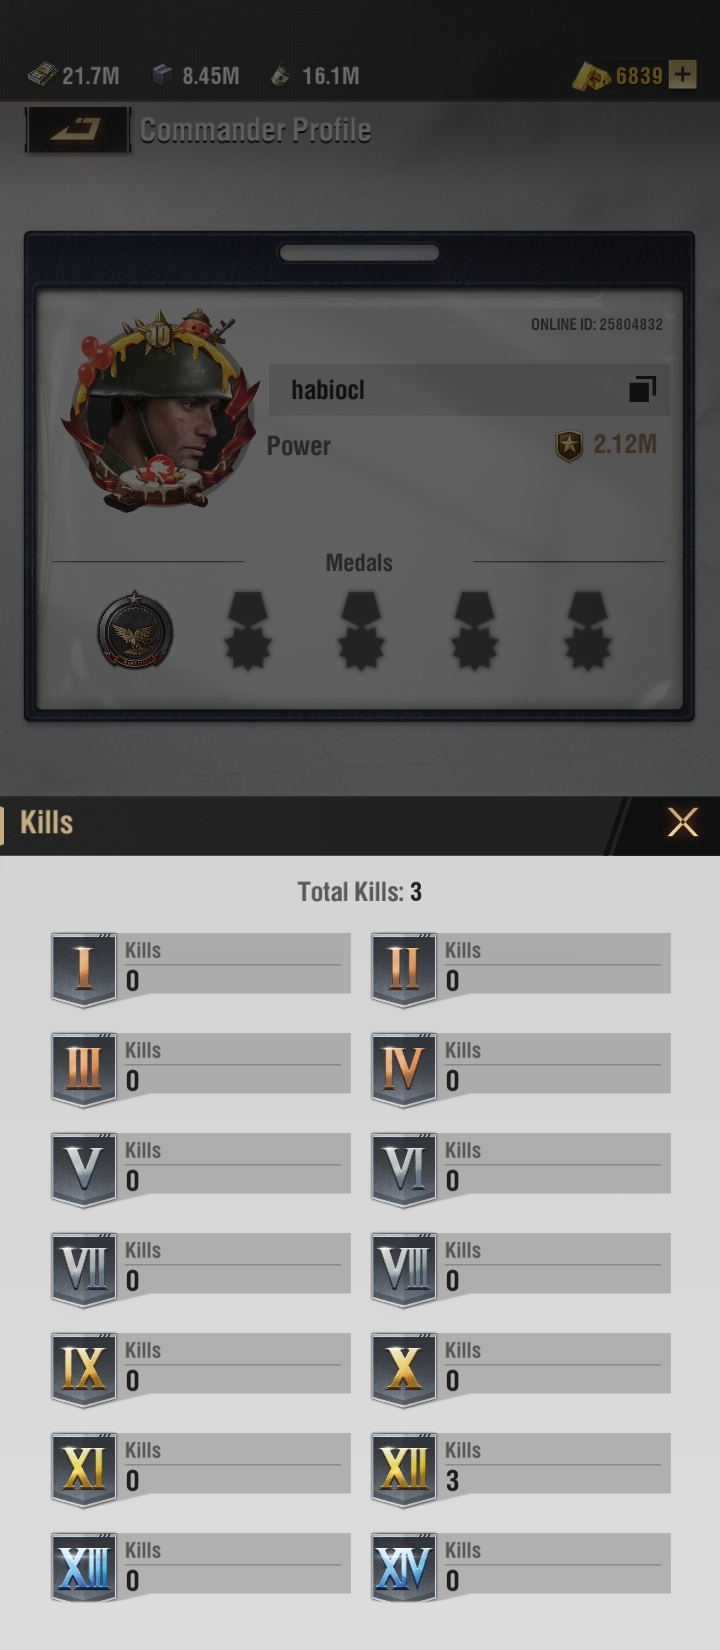 21.7M 8.45M 16.1M 6839
Commander Profile
ONLINE ID: 25804832
10
habiocl
Power 2.12M
Medals
Kills
Total Kills: 3
I Kills 0 II Kills 0
III Kills 0 IV Kills 0
V Kills 0 VI Kills 0
VII Kills 0 VIII Kills 0
IX Kills 0 X Kills 0
XI Kills 0 XII Kills 3
XIII Kills 0 XIV Kills 0